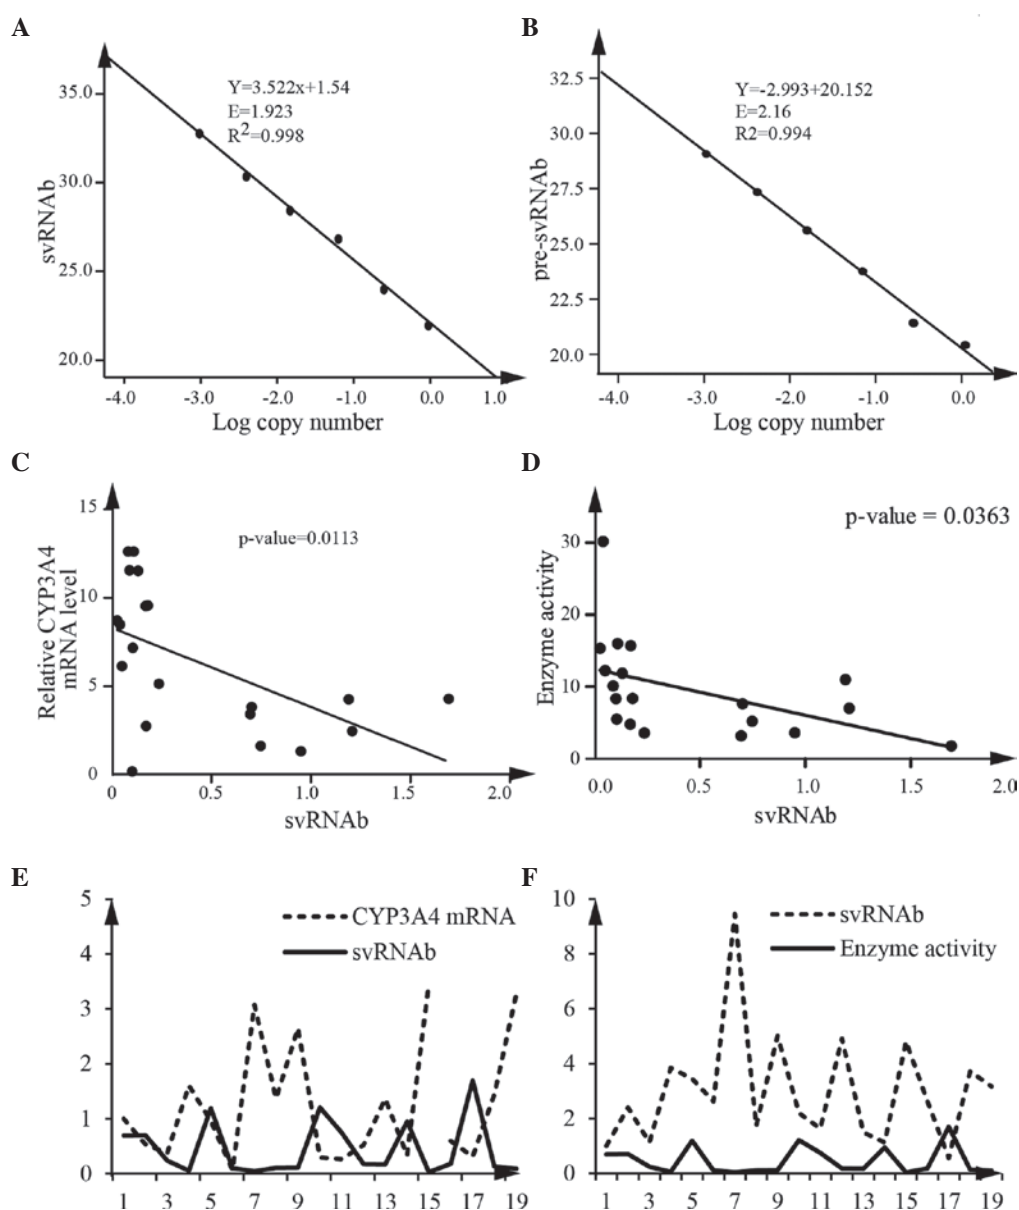 A
svRNAb
35.0
30.0
25.0
20.0
Y=3.522x+1.54
E=1.923
R2=0.998
-4.0 -3.0 -2.0 -1.0 0.0 1.0
Log copy number
B
pre-svRNAb
32.5
30.0
27.5
25.0
22.5
20.0
Y=-2.993+20.152
E=2.16
R2=0.994
-4.0 -3.0 -2.0 -1.0 0.0
Log copy number
C
Relative CYP3A4
mRNA level
15
10
5
0
p-value=0.0113
0 0.5 1.0 1.5 2.0
svRNAb
D
Enzyme activity
30
20
10
0
p-value = 0.0363
0.0 0.5 1.0 1.5 2.0
svRNAb
E
5
4
3
2
1
0
CYP3A4 mRNA
svRNAb
1 3 5 7 9 11 13 15 17 19
F
10
8
6
4
2
0
svRNAb
Enzyme activity
1 3 5 7 9 11 13 15 17 19